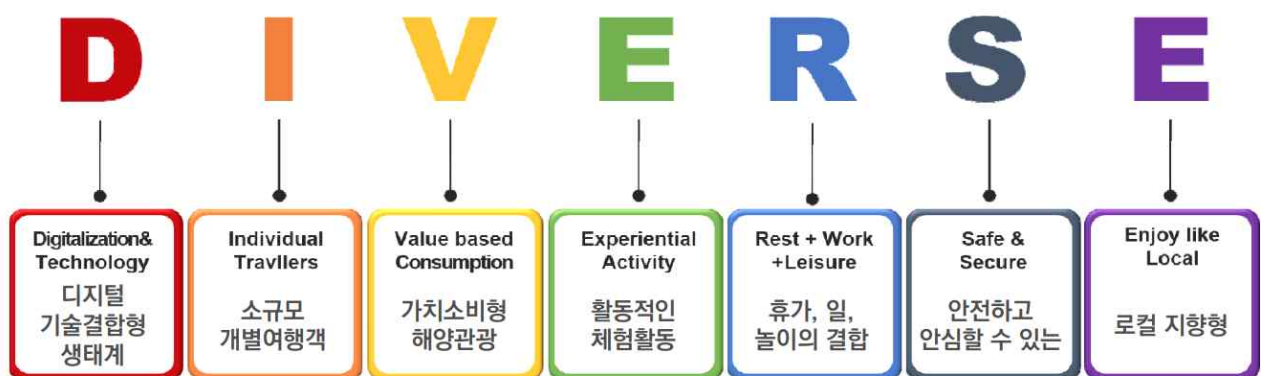 D I V E R S E
Digitalization&
Technology
디지털
기술결합형
생태계
Individual
Travllers
소규모
개별여행객
Value based
Consumption
가치소비형
해양관광
Experiential
Activity
활동적인
체험활동
Rest + Work
+Leisure
휴가, 일,
놀이의 결합
Safe &
Secure
안전하고
안심할 수 있는
Enjoy like
Local
로컬 지향형